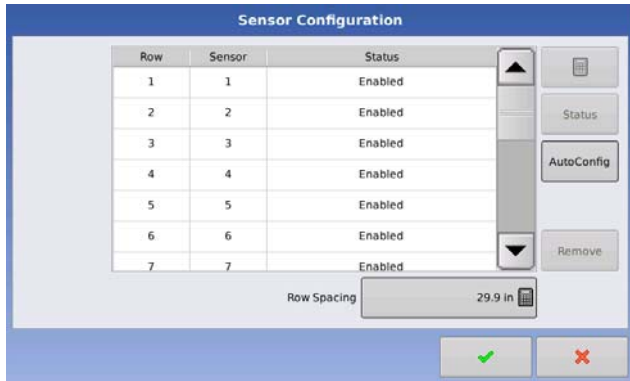 Sensor Configuration
Row Sensor Status
1 1 Enabled
2 2 Enabled
Status
3 3 Enabled
AutoConfig
4 4 Enabled
5 5 Enabled
6 6 Enabled
Remove
7 7 Enabled
Row Spacing 29.9 in